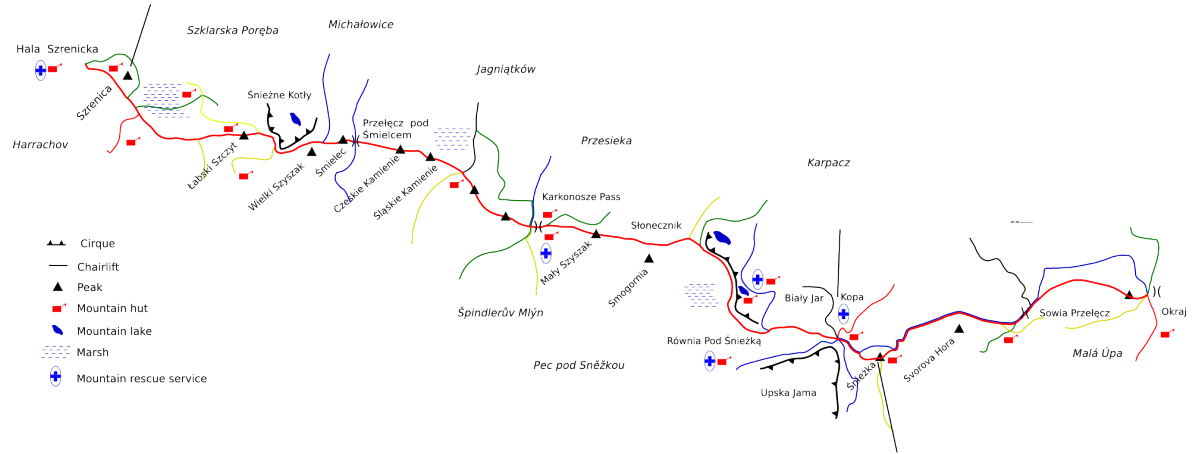 Szklarska Poręba
Michałowice
Hala Szrenicka
Jagniątków
Szrenica
Śnieżne Kotły
Przełęcz pod
Śmielcem
Przesieka
Harrachov
Karpacz
Łabski Szczyt
Wielki Szyszak
Śmielec
Czeskie Kamienie
Śląskie Kamienie
Karkonosze Pass
Słonecznik
Mały Szyszak
Smogornia
Cirque
Chairlift
Peak
Mountain hut
Mountain lake
Marsh
Mountain rescue service
Špindlerův Mlýn
Biały Jar
Kopa
Sowia Przełęcz
Okraj
Równia Pod Śnieżką
Pec pod Sněžkou
Malá Úpa
Śnieżka
Svorova Hora
Upska Jama